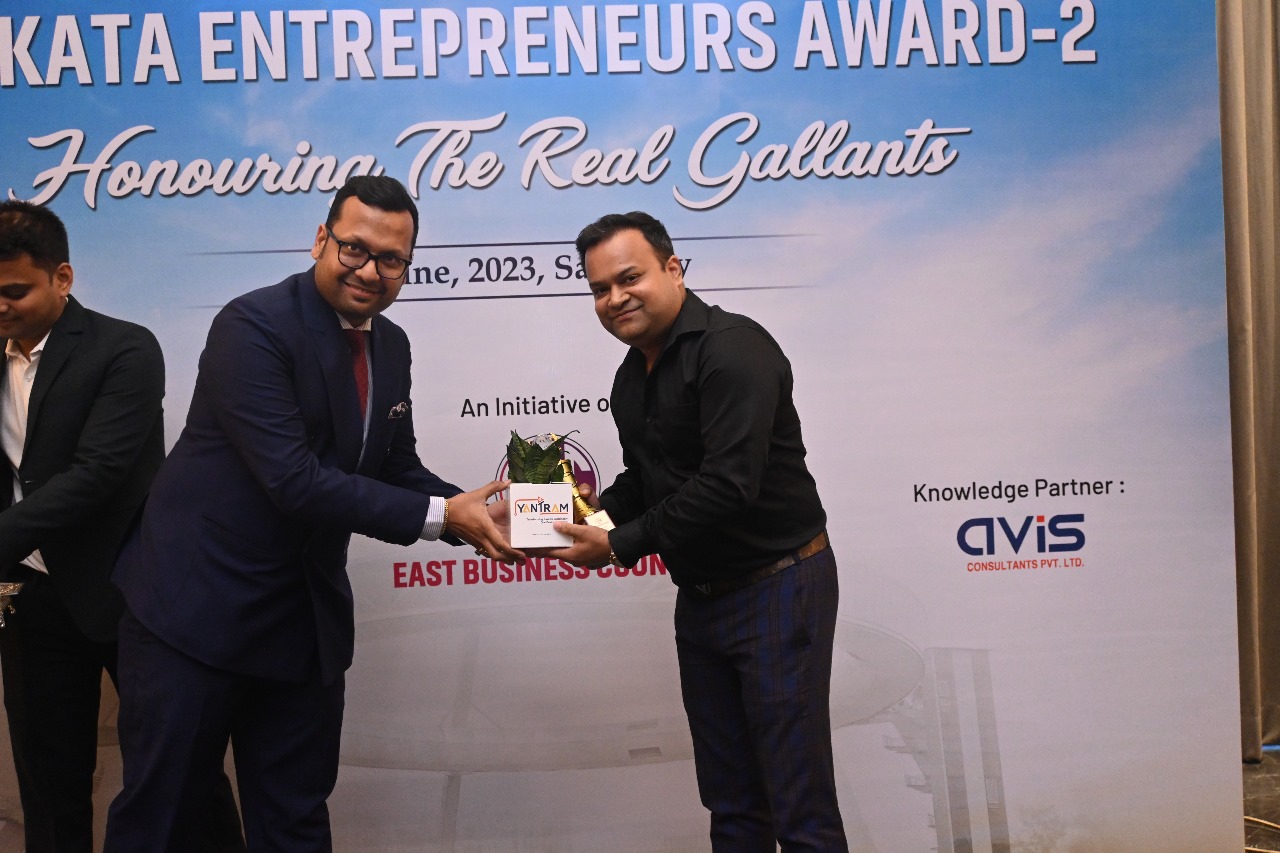 KATA ENTREPRENEURS AWARD-2
Honouring The Real Gallants
ne, 2023, Sa y
An Initiative o
YANTRAM
EAST BUSINESS COUN
Knowledge Partner :
AVIS
CONSULTANTS PVT. LTD.